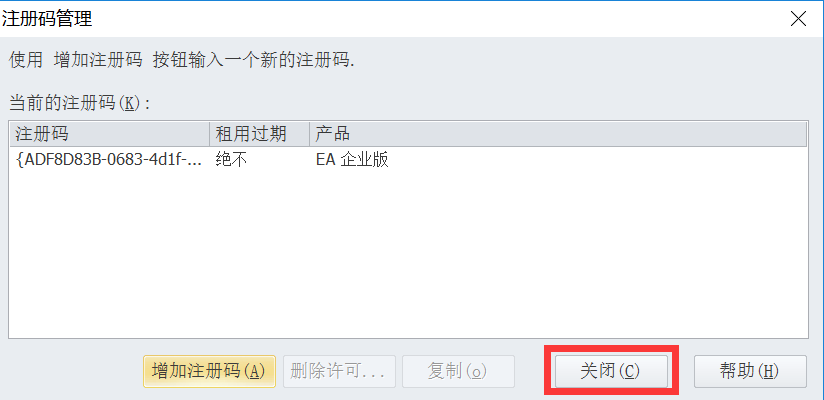 注册码管理
使用 增加注册码 按钮输入一个新的注册码.
当前的注册码(K):
注册码 租用过期 产品
{ADF8D83B-0683-4d1f-... 绝不 EA 企业版
增加注册码(A) 删除许可... 复制(o) 关闭(C) 帮助(H)